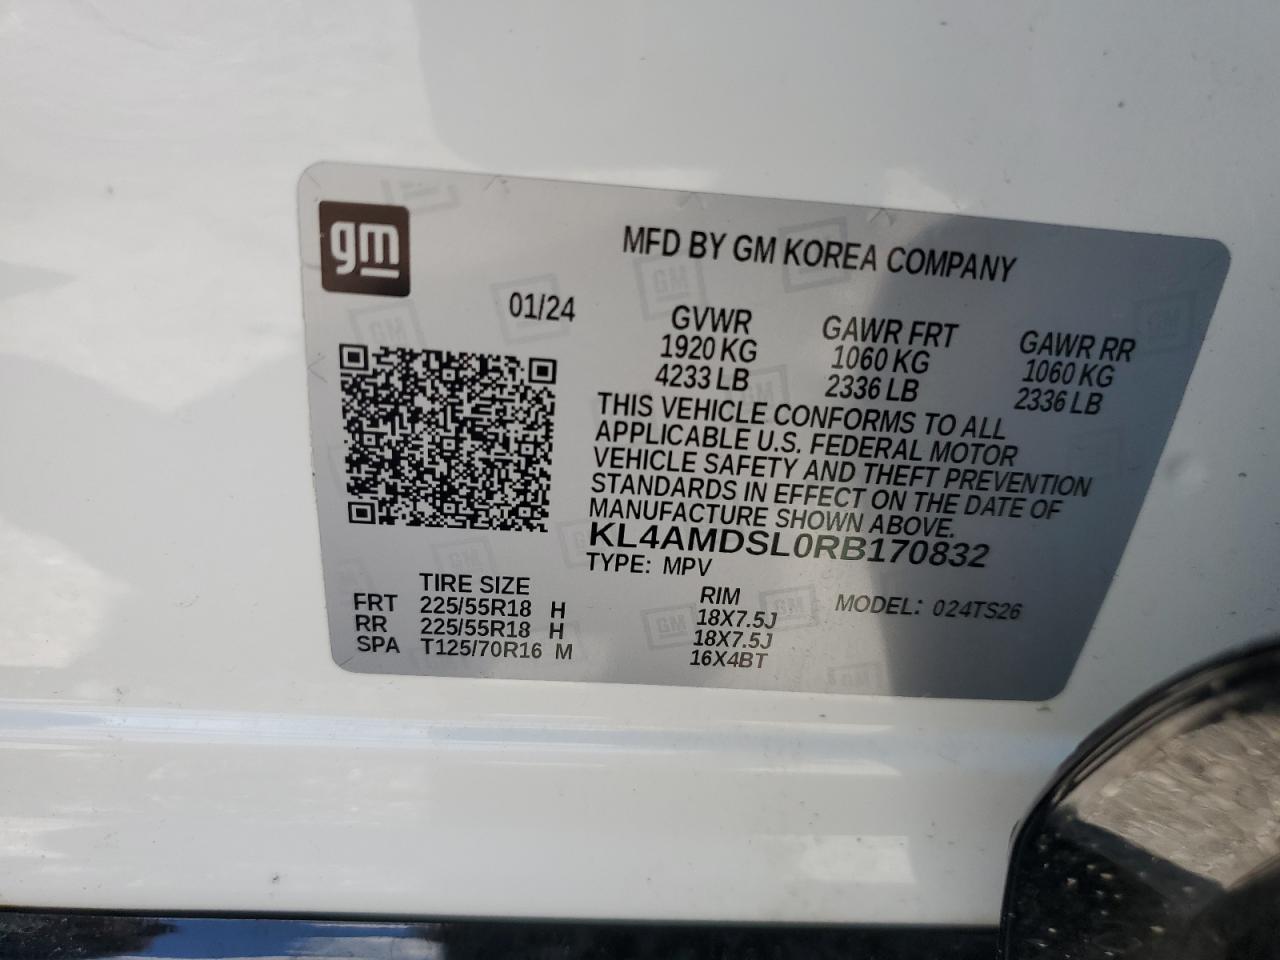 gm
MFD BY GM KOREA COMPANY
01/24
GVWR GAWR FRT GAWR RR
1920 KG 1060 KG 1060 KG
4233 LB 2336 LB 2336 LB
THIS VEHICLE CONFORMS TO ALL
APPLICABLE U.S. FEDERAL MOTOR
VEHICLE SAFETY AND THEFT PREVENTION
STANDARDS IN EFFECT ON THE DATE OF
MANUFACTURE SHOWN ABOVE.
KL4AMDSL0RB170832
TYPE: MPV
TIRE SIZE RIM MODEL: 024TS26
FRT 225/55R18 H 18X7.5J
RR 225/55R18 H 18X7.5J
SPA T125/70R16 M 16X4BT